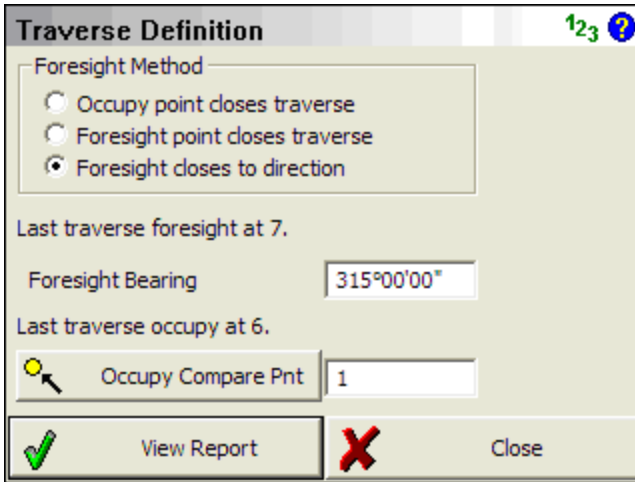 Traverse Definition 123 ?
Foresight Method
Occupy point closes traverse
Foresight point closes traverse
Foresight closes to direction
Last traverse foresight at 7.
Foresight Bearing 315°00'00"
Last traverse occupy at 6.
Occupy Compare Pnt 1
View Report Close